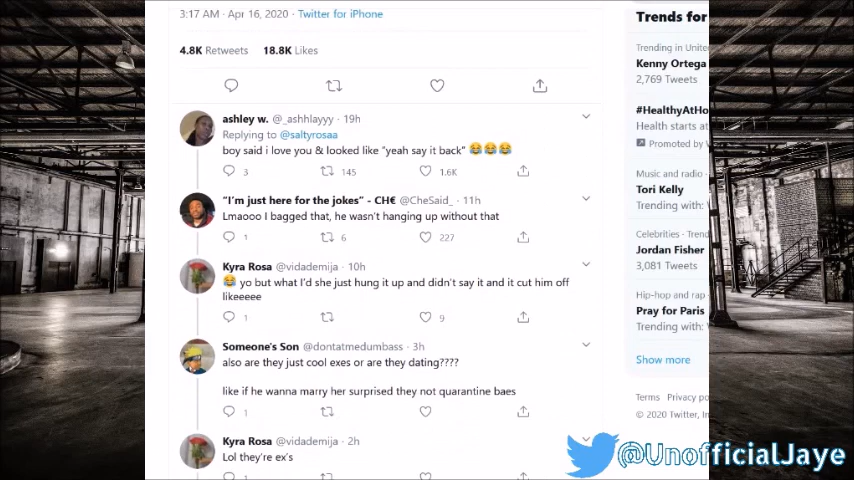 3:17 AM · Apr 16, 2020 · Twitter for iPhone
4.8K Retweets 18.8K Likes
ashley w. @_ashhlayyy · 19h
Replying to @saltyrosaa
boy said i love you & looked like "yeah say it back" 😂😂😂
3 145 1.6K
"I'm just here for the jokes" - CH€ @CheSaid_ · 11h
Lmaooo I bagged that, he wasn't hanging up without that
1 6 227
Kyra Rosa @vidademija · 10h
😂 yo but what I'd she just hung it up and didn't say it and it cut him off
likeeeee
1 9
Someone's Son @dontatmedumbass · 3h
also are they just cool exes or are they dating????
like if he wanna marry her surprised they not quarantine baes
1
Kyra Rosa @vidademija · 2h
Lol they're ex's
1
Trends for
Trending in Unite
Kenny Ortega
2,769 Tweets
#HealthyAtHo
Health starts at
Promoted by
Music and radio ·
Tori Kelly
Trending with:
Celebrities · Trend
Jordan Fisher
3,081 Tweets
Hip-hop and rap ·
Pray for Paris
Trending with:
Show more
Terms Privacy po
© 2020 Twitter, In
@UnofficialJaye